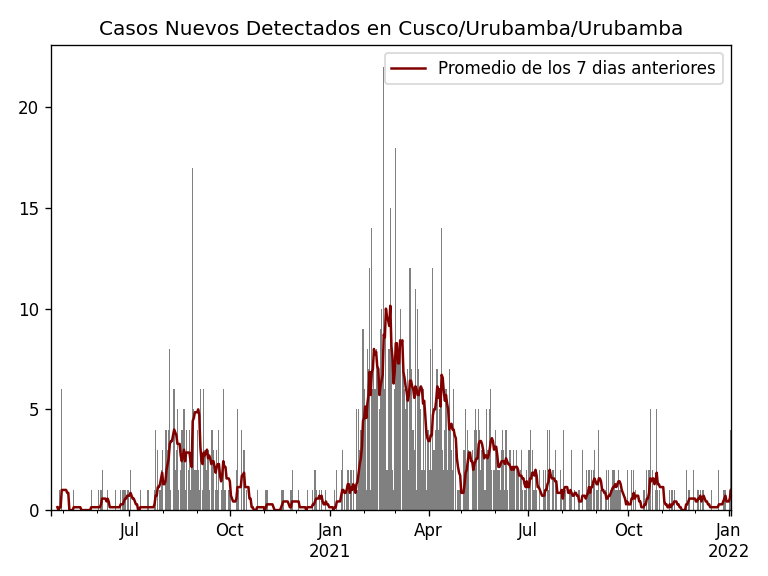 Casos Nuevos Detectados en Cusco/Urubamba/Urubamba
Promedio de los 7 dias anteriores
20
15
10
5
0
Jul Oct Jan Apr Jul Oct Jan
2021 2022